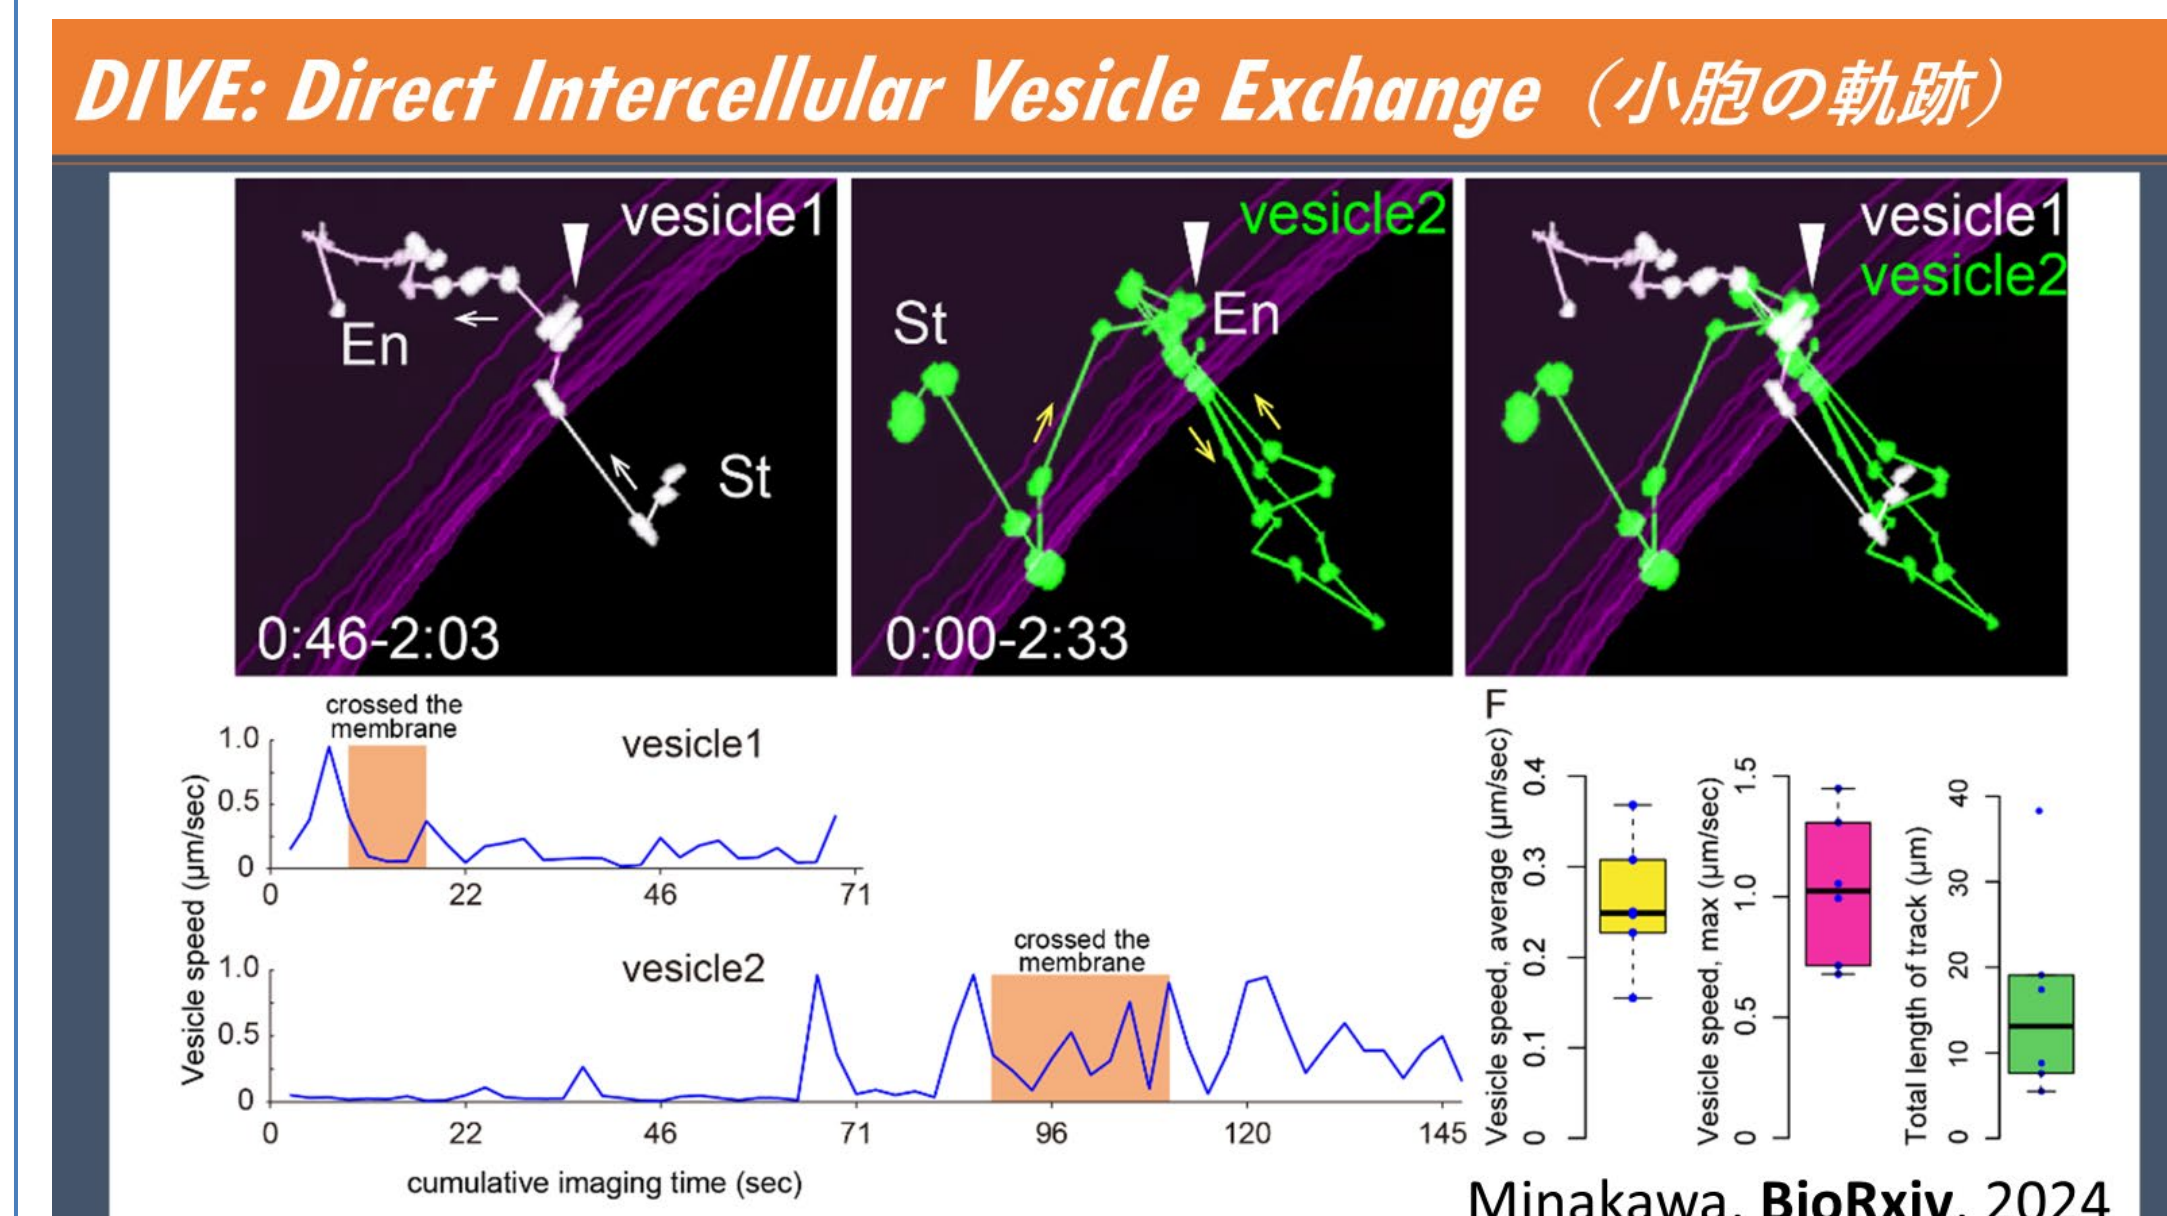 DIVE: Direct Intercellular Vesicle Exchange（小胞の軌跡）
vesicle1
En
St
0:46-2:03
vesicle2
St
En
0:00-2:33
vesicle1
vesicle2
crossed the
membrane
vesicle1
1.0
0.5
0
0 22 46 71
crossed the
membrane
vesicle2
1.0
0.5
0
0 22 46 71 96 120 145
Vesicle speed (μm/sec)
cumulative imaging time (sec)
F
Vesicle speed, average (μm/sec)
0 0.1 0.2 0.3 0.4
Vesicle speed, max (μm/sec)
0 0.5 1.0 1.5
Total length of track (μm)
0 10 20 30 40
Minakawa, BioRxiv, 2024